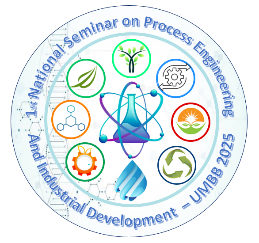 1st National Seminar on Process Engineering
And Industrial Development – UMBB 2025